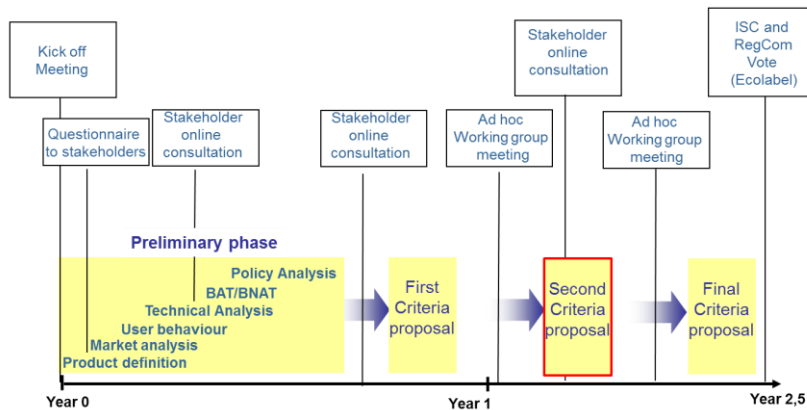 Kick off
Meeting
Questionnaire
to stakeholders
Stakeholder
online
consultation
Stakeholder
online
consultation
Ad hoc
Working group
meeting
Stakeholder
online
consultation
Ad hoc
Working group
meeting
ISC and
RegCom
Vote
(Ecolabel)
Preliminary phase
Policy Analysis
BAT/BNAT
Technical Analysis
User behaviour
Market analysis
Product definition
First
Criteria
proposal
Second
Criteria
proposal
Final
Criteria
proposal
Year 0
Year 1
Year 2,5